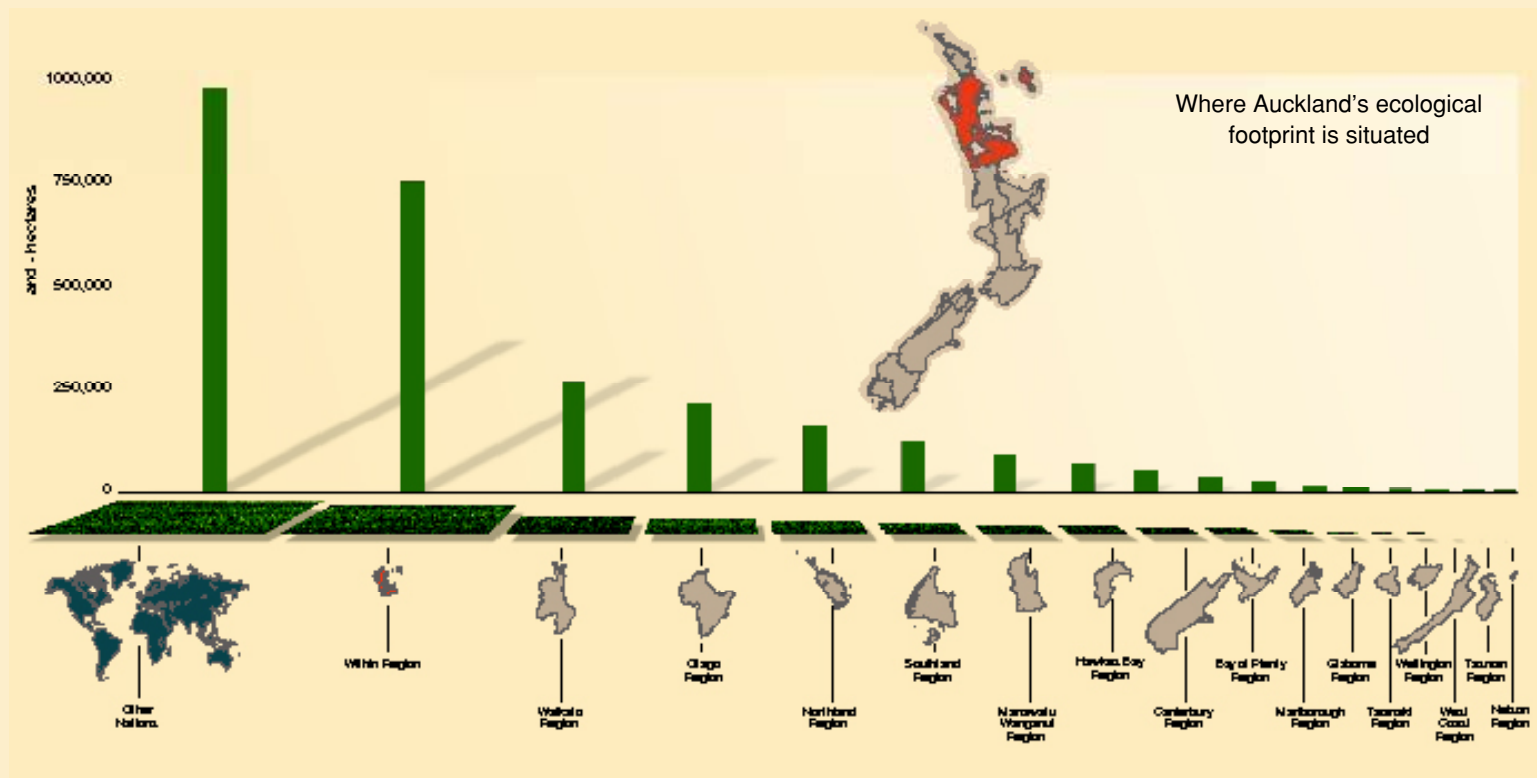 1000,000
Where Auckland's ecological
footprint is situated
750,000
500,000
250,000
0
and - Hectares
Other
Nations
Within Region
Waikato
Region
Otago
Region
Northland
Region
Southland
Region
Manawatu
Wanganui
Region
Hawkes Bay
Region
Canterbury
Region
Bay of Plenty
Region
Marlborough
Region
Gisborne
Region
Taranaki
Region
Wellington
Region
West
Coast
Region
Tasman
Region
Nelson
Region